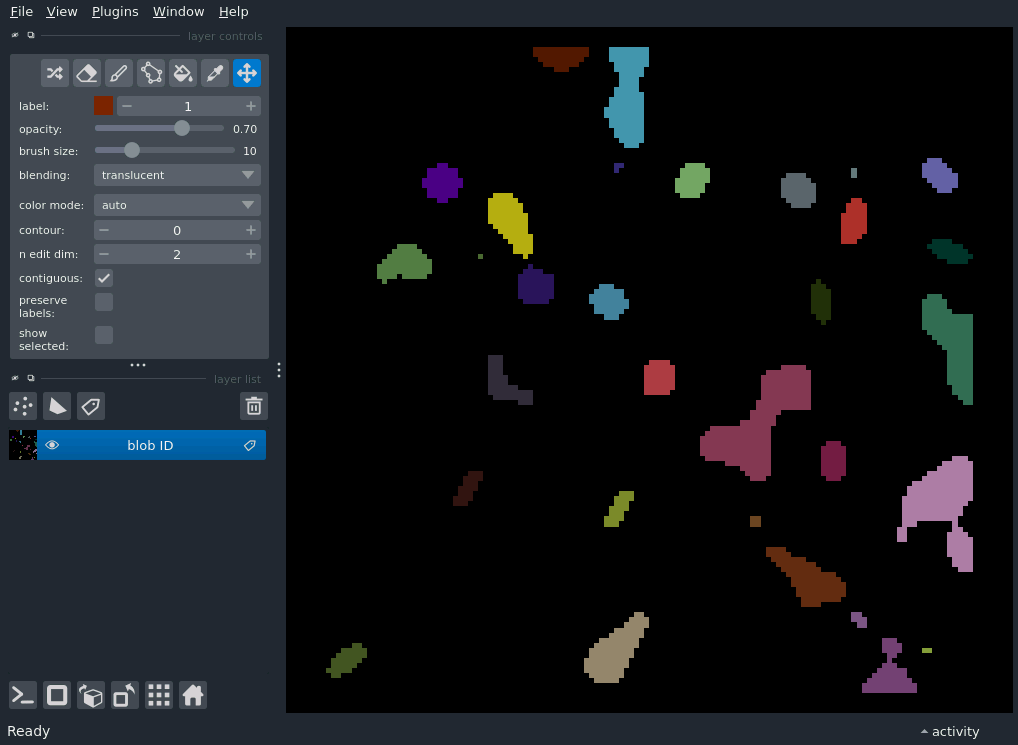 File View Plugins Window Help
layer controls
label: 1
opacity: 0.70
brush size: 10
blending: translucent
color mode: auto
contour: 0
n edit dim: 2
contiguous:
preserve
labels:
show
selected:
layer list
blob ID
Ready
activity